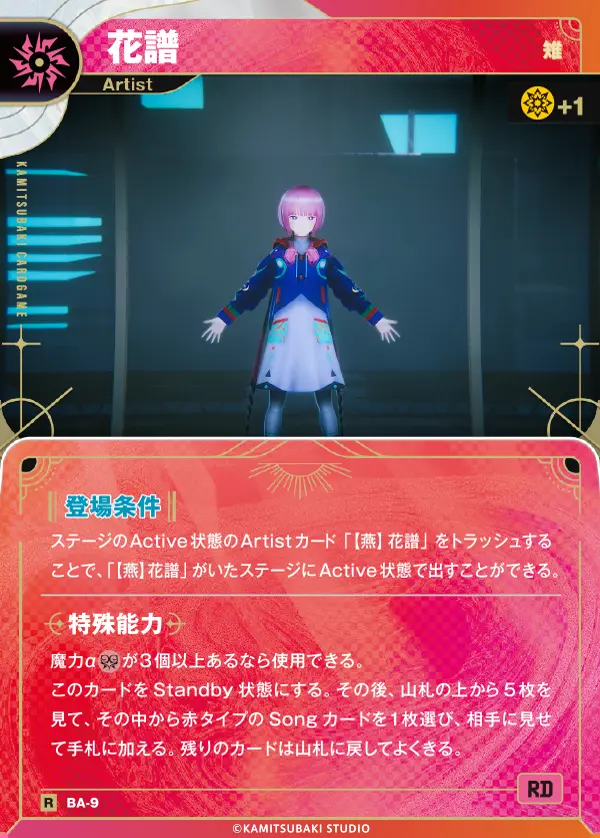 花譜
雉
Artist
+1
KAMITSUBAKI CARDGAME
登場条件
ステージのActive状態のArtistカード「【燕】花譜」をトラッシュする
ことで、「【燕】花譜」がいたステージにActive状態で出すことができる。
特殊能力
魔力αが3個以上あるなら使用できる。
このカードをStandby状態にする。その後、山札の上から5枚を
見て、その中から赤タイプのSongカードを1枚選び、相手に見せ
て手札に加える。残りのカードは山札に戻してよくきる。
RD
R BA-9
©KAMITSUBAKI STUDIO